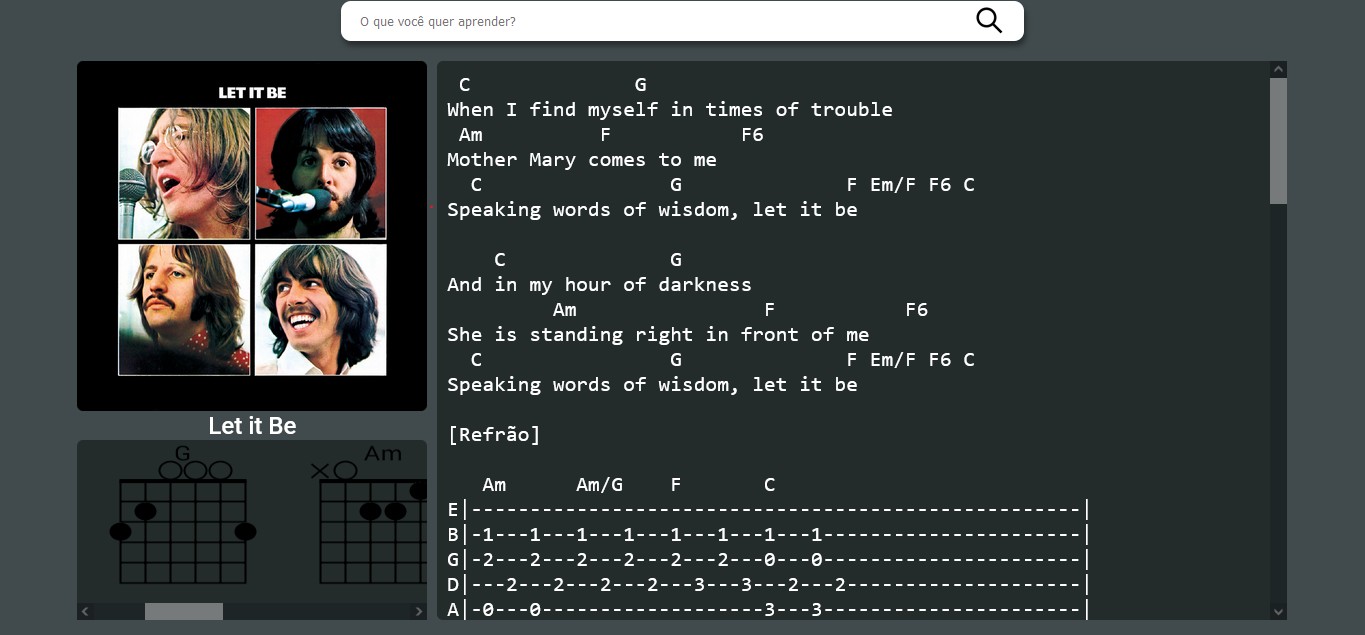 O que você quer aprender?
LET IT BE
Let it Be
G
Am
C G
When I find myself in times of trouble
Am F F6
Mother Mary comes to me
C G F Em/F F6 C
Speaking words of wisdom, let it be
C G
And in my hour of darkness
Am F F6
She is standing right in front of me
C G F Em/F F6 C
Speaking words of wisdom, let it be
[Refrão]
Am Am/G F C
E|----------------------------------------------------|
B|-1---1---1---1---1---1---1---1----------------------|
G|-2---2---2---2---2---2---0---0----------------------|
D|---2---2---2---2---3---3---2---2--------------------|
A|-0---0-------------------3---3----------------------|